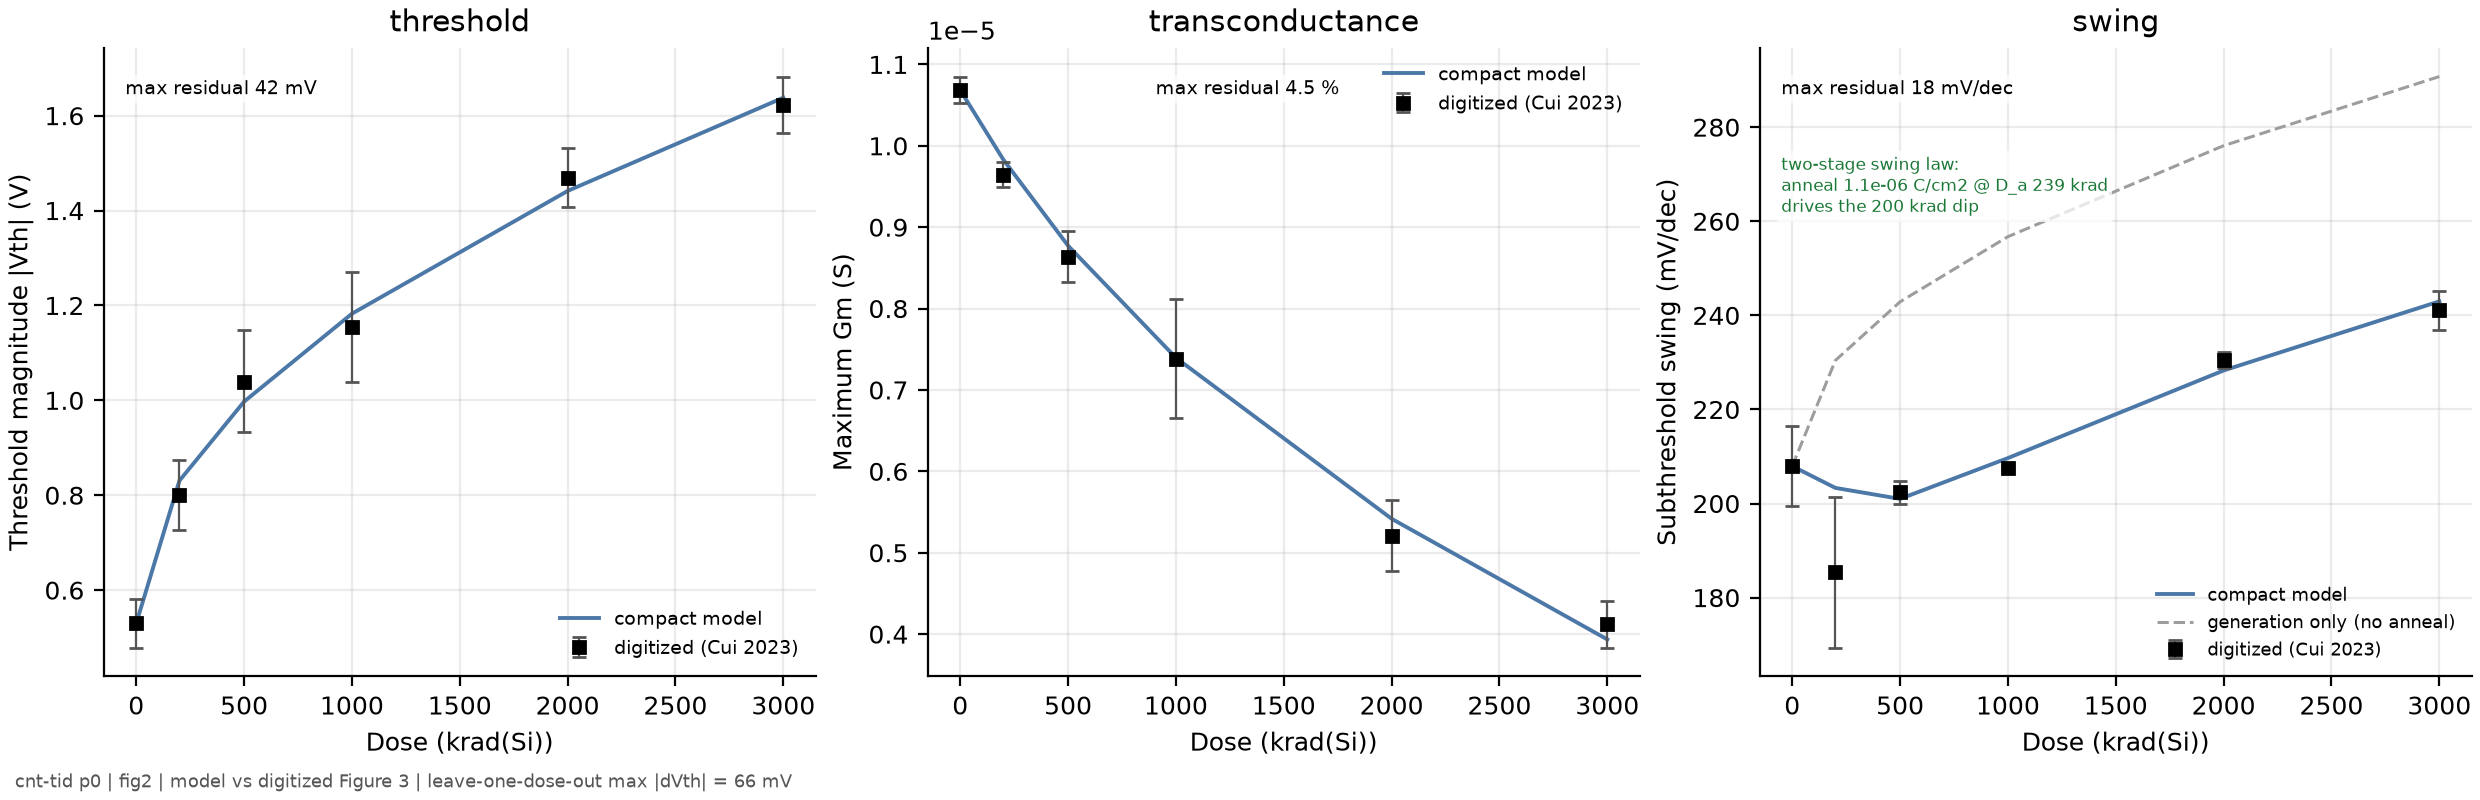 threshold
max residual 42 mV
Threshold magnitude |Vth| (V)
1.6
1.4
1.2
1.0
0.8
0.6
compact model
digitized (Cui 2023)
0 500 1000 1500 2000 2500 3000
Dose (krad(Si))
transconductance
1e−5
max residual 4.5 %
compact model
digitized (Cui 2023)
Maximum Gm (S)
1.1
1.0
0.9
0.8
0.7
0.6
0.5
0.4
0 500 1000 1500 2000 2500 3000
Dose (krad(Si))
swing
max residual 18 mV/dec
two-stage swing law:
anneal 1.1e-06 C/cm2 @ D_a 239 krad
drives the 200 krad dip
Subthreshold swing (mV/dec)
280
260
240
220
200
180
compact model
generation only (no anneal)
digitized (Cui 2023)
0 500 1000 1500 2000 2500 3000
Dose (krad(Si))
cnt-tid p0 | fig2 | model vs digitized Figure 3 | leave-one-dose-out max |dVth| = 66 mV